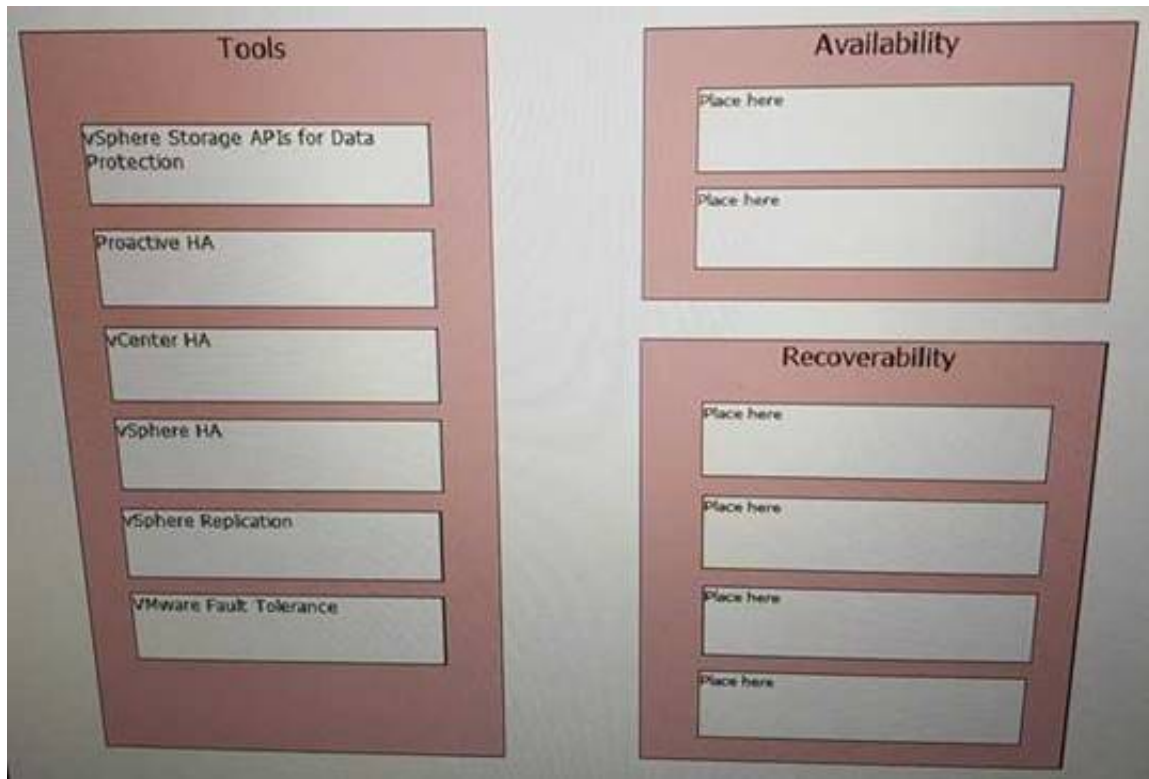 Tools
vSphere Storage APIs for Data
Protection
Proactive HA
vCenter HA
vSphere HA
vSphere Replication
VMware Fault Tolerance
Availability
Place here
Place here
Recoverability
Place here
Place here
Place here
Place here